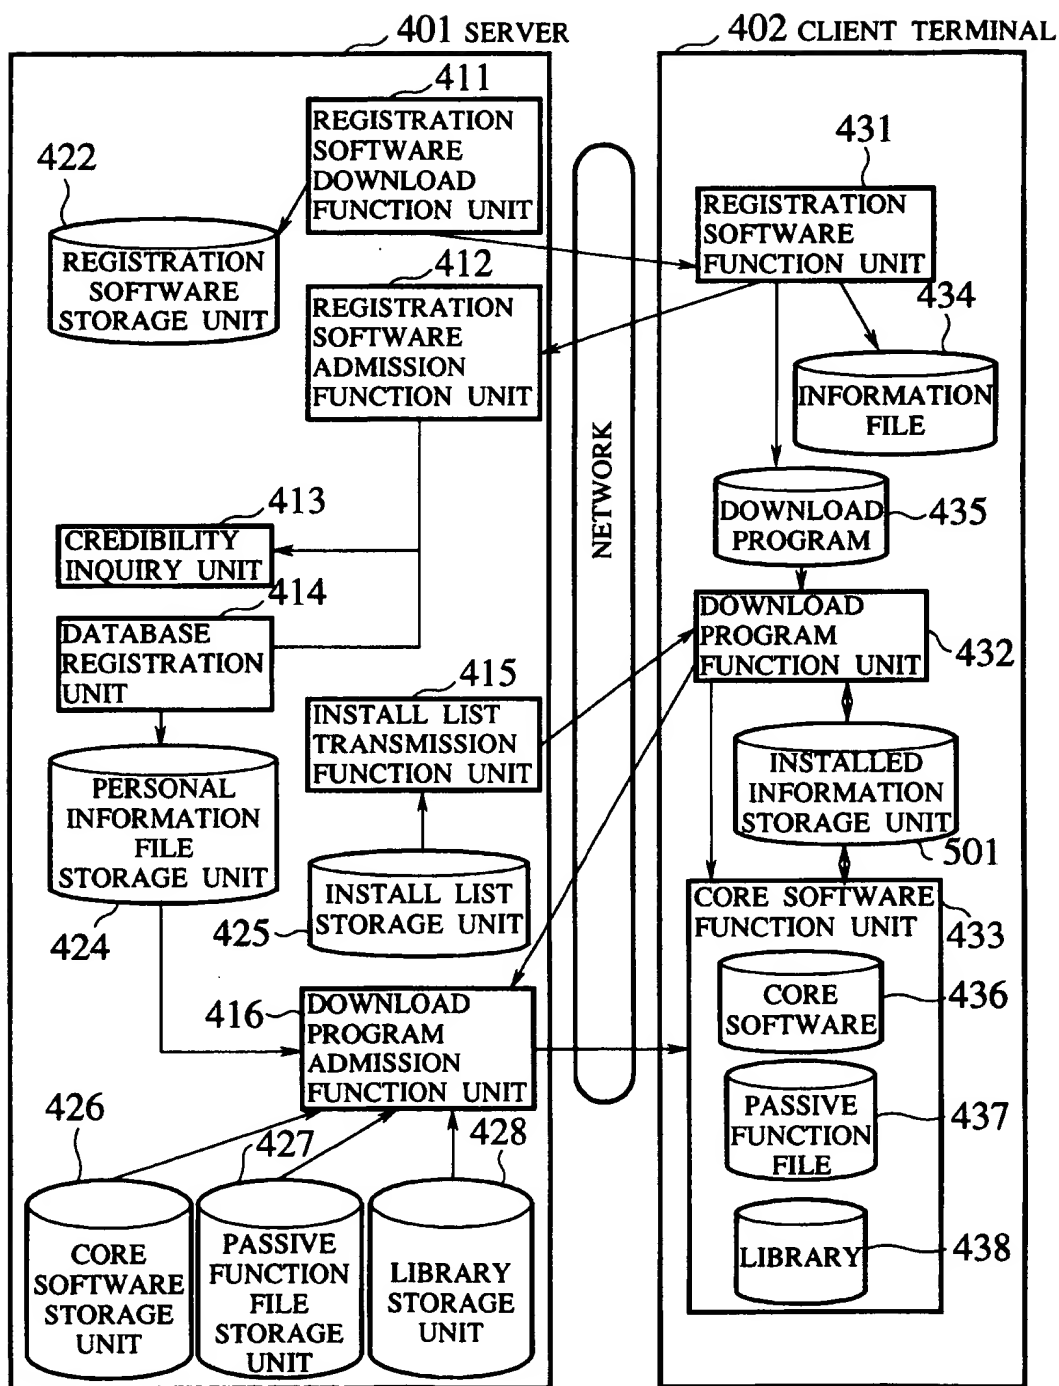 401 SERVER
402 CLIENT TERMINAL
411
REGISTRATION
SOFTWARE
DOWNLOAD
FUNCTION UNIT
422
REGISTRATION
SOFTWARE
STORAGE UNIT
412
REGISTRATION
SOFTWARE
ADMISSION
FUNCTION UNIT
413
CREDIBILITY
INQUIRY UNIT
414
DATABASE
REGISTRATION
UNIT
415
INSTALL LIST
TRANSMISSION
FUNCTION UNIT
PERSONAL
INFORMATION
FILE
STORAGE UNIT
424
INSTALL LIST
STORAGE UNIT
425
416
DOWNLOAD
PROGRAM
ADMISSION
FUNCTION UNIT
426
CORE
SOFTWARE
STORAGE
UNIT
427
PASSIVE
FUNCTION
FILE
STORAGE
UNIT
428
LIBRARY
STORAGE
UNIT
NETWORK
431
REGISTRATION
SOFTWARE
FUNCTION UNIT
434
INFORMATION
FILE
DOWNLOAD
PROGRAM
435
DOWNLOAD
PROGRAM
FUNCTION UNIT
432
INSTALLED
INFORMATION
STORAGE UNIT
501
CORE SOFTWARE
FUNCTION UNIT
433
CORE
SOFTWARE
436
PASSIVE
FUNCTION
FILE
437
LIBRARY
438